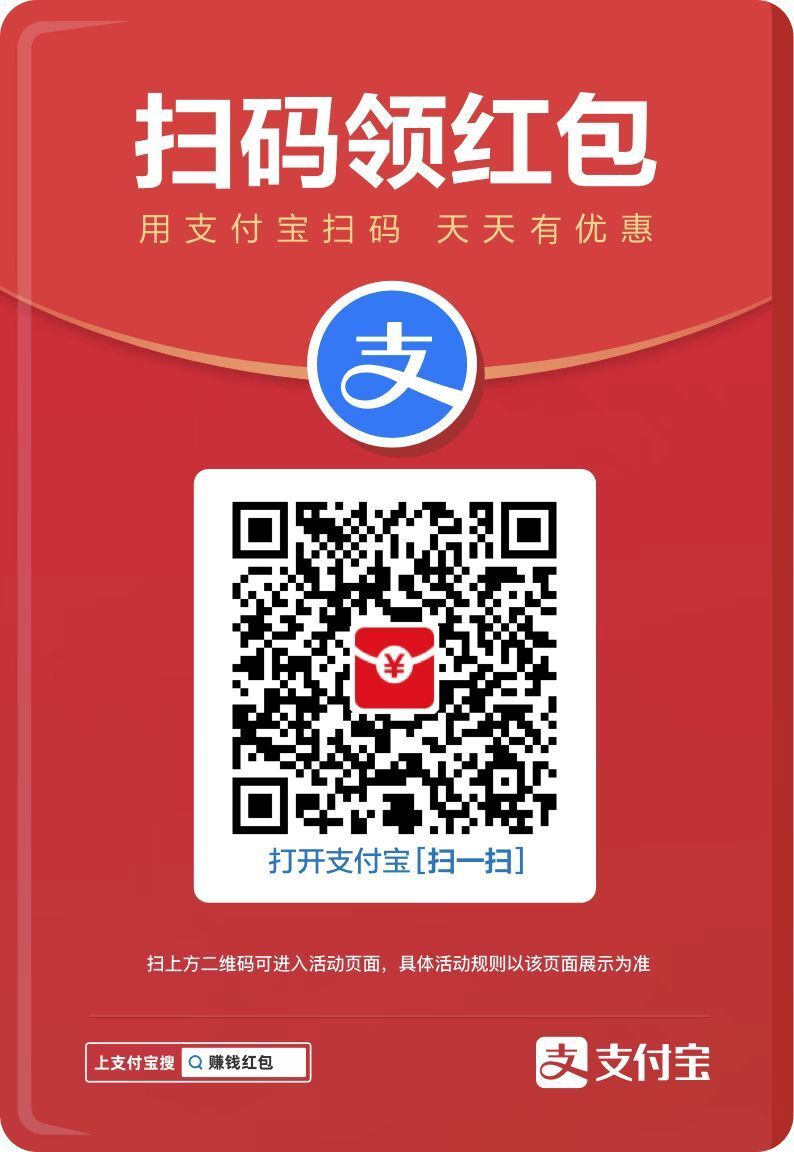 扫码领红包
用支付宝扫码 天天有优惠
支
¥
打开支付宝[扫一扫]
扫上方二维码可进入活动页面，具体活动规则以该页面展示为准
上支付宝搜 赚钱红包
支 支付宝